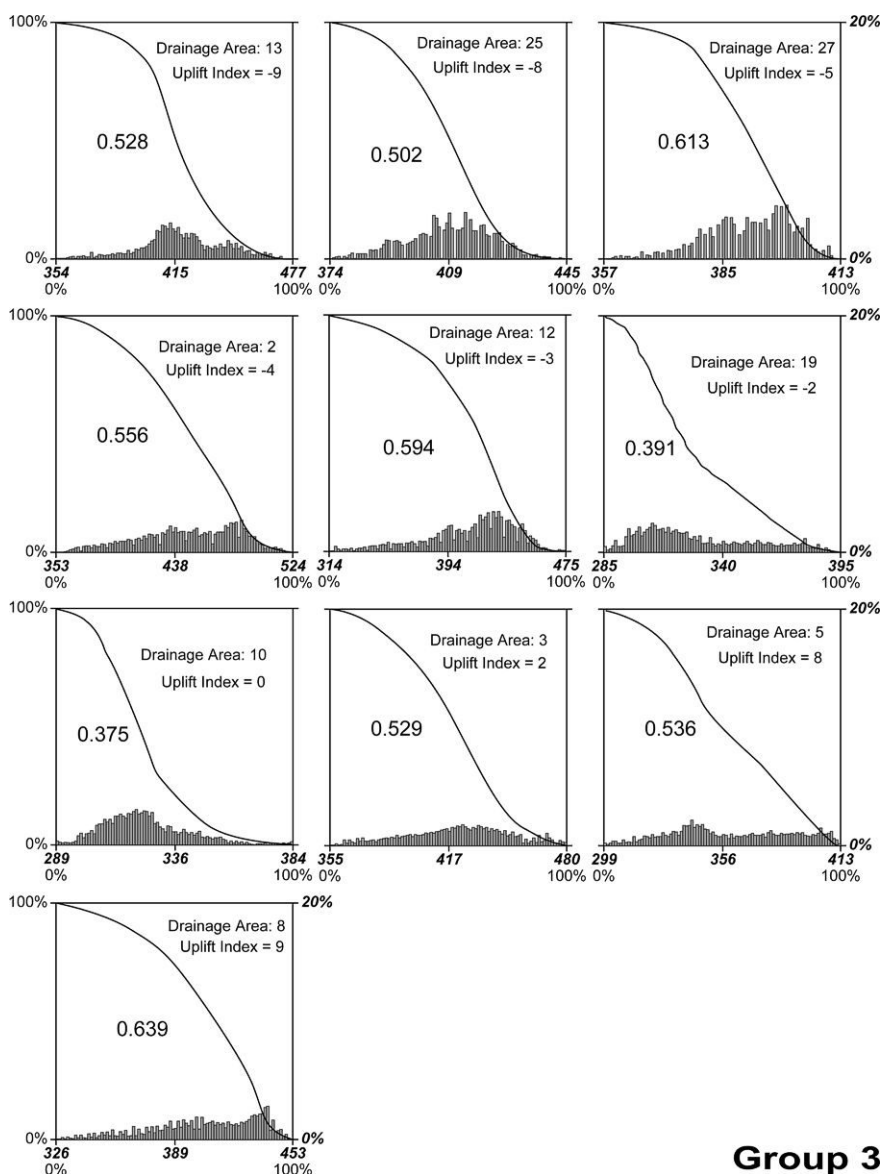 100%
20%
Drainage Area: 13
Uplift Index = -9
0.528
Drainage Area: 25
Uplift Index = -8
0.502
Drainage Area: 27
Uplift Index = -5
0.613
0%
0%
354 415 477
0% 100%
374 409 445
0% 100%
357 385 413
0% 100%
100%
20%
Drainage Area: 2
Uplift Index = -4
0.556
Drainage Area: 12
Uplift Index = -3
0.594
Drainage Area: 19
Uplift Index = -2
0.391
0%
0%
353 438 524
0% 100%
314 394 475
0% 100%
285 340 395
0% 100%
100%
20%
Drainage Area: 10
Uplift Index = 0
0.375
Drainage Area: 3
Uplift Index = 2
0.529
Drainage Area: 5
Uplift Index = 8
0.536
0%
0%
289 336 384
0% 100%
355 417 480
0% 100%
299 356 413
0% 100%
100%
20%
Drainage Area: 8
Uplift Index = 9
0.639
0%
0%
326 389 453
0% 100%
Group 3